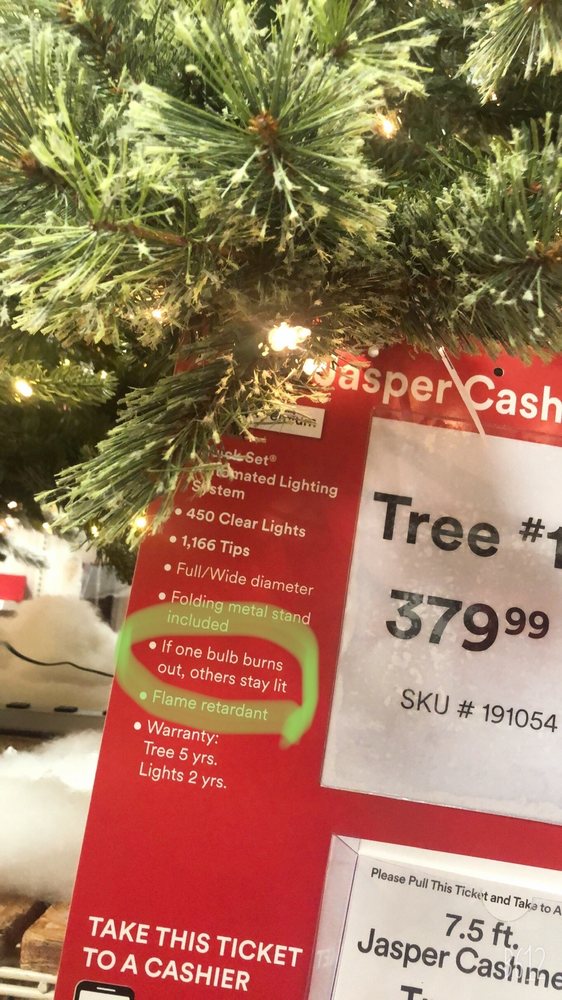 Jasper Cash
Set®
mated Lighting
System
• 450 Clear Lights
• 1,166 Tips
• Full/Wide diameter
• Folding metal stand
included
• If one bulb burns
out, others stay lit
• Flame retardant
• Warranty:
Tree 5 yrs.
Lights 2 yrs.
TAKE THIS TICKET
TO A CASHIER
Tree #1
379 99
SKU # 191054
Please Pull This Ticket and Take to A
7.5 ft.
Jasper Cashme
Tr